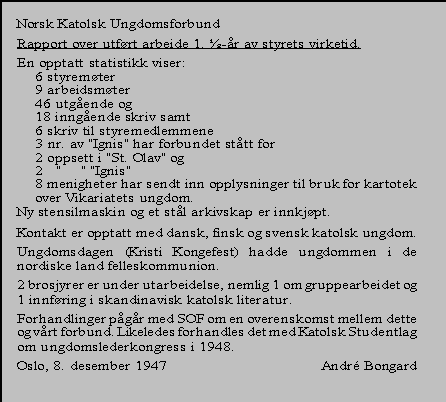 Norsk Katolsk Ungdomsforbund
Rapport over utført arbeide 1. ½-år av styrets virketid.
En opptatt statistikk viser:
6 styremøter
9 arbeidsmøter
46 utgående og
18 inngående skriv samt
6 skriv til styremedlemmene
3 nr. av "Ignis" har forbundet stått for
2 oppsett i "St. Olav" og
2 " " "Ignis"
8 menigheter har sendt inn opplysninger til bruk for kartotek
over Vikariatets ungdom.
Ny stensilmaskin og et stål arkivskap er innkjøpt.
Kontakt er opptatt med dansk, finsk og svensk katolsk ungdom.
Ungdomsdagen (Kristi Kongefest) hadde ungdommen i de
nordiske land felleskommunion.
2 brosjyrer er under utarbeidelse, nemlig 1 om gruppearbeidet og
1 innføring i skandinavisk katolsk literatur.
Forhandlinger pågår med SOF om en overenskomst mellem dette
og vårt forbund. Likeledes forhandles det med Katolsk Studentlag
om ungdomslederkongress i 1948.
Oslo, 8. desember 1947 André Bongard